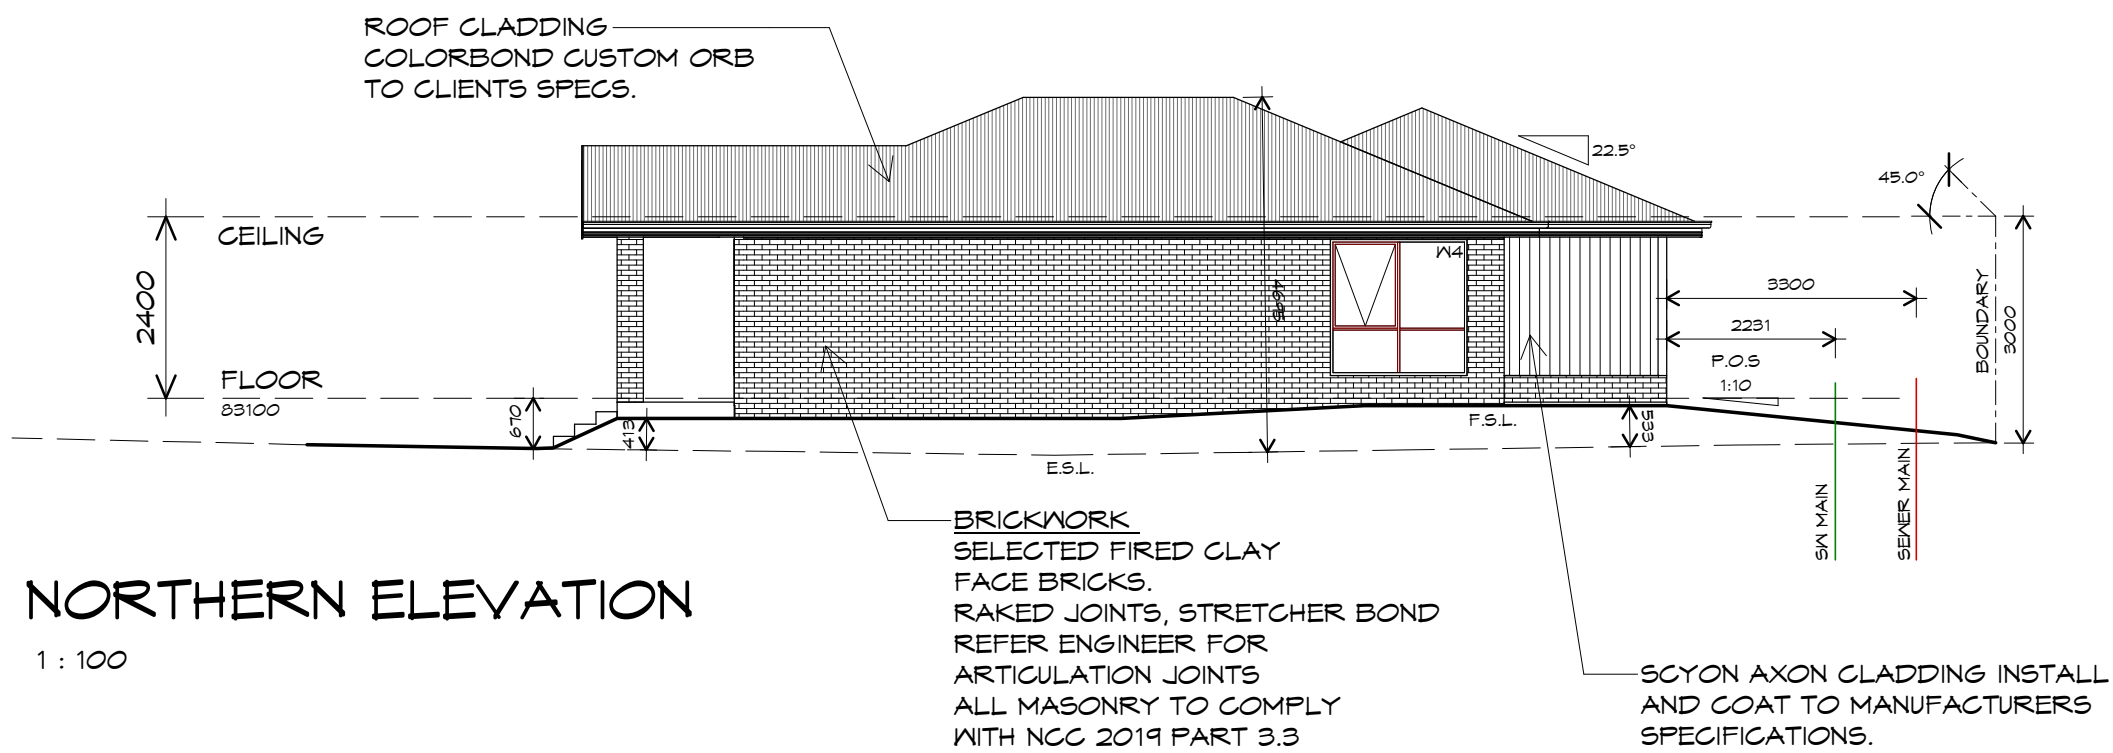 ROOF CLADDING
COLORBOND CUSTOM ORB
TO CLIENTS SPECS.
22.5°
45.0°
CEILING
2400
W4
4695
3300
BOUNDARY
3000
2231
P.O.S
1:10
FLOOR
83100
670
413
F.S.L.
533
E.S.L.
SW MAIN
SEWER MAIN
BRICKWORK
SELECTED FIRED CLAY
FACE BRICKS.
RAKED JOINTS, STRETCHER BOND
REFER ENGINEER FOR
ARTICULATION JOINTS
ALL MASONRY TO COMPLY
WITH NCC 2019 PART 3.3
NORTHERN ELEVATION
1 : 100
SCYON AXON CLADDING INSTALL
AND COAT TO MANUFACTURERS
SPECIFICATIONS.